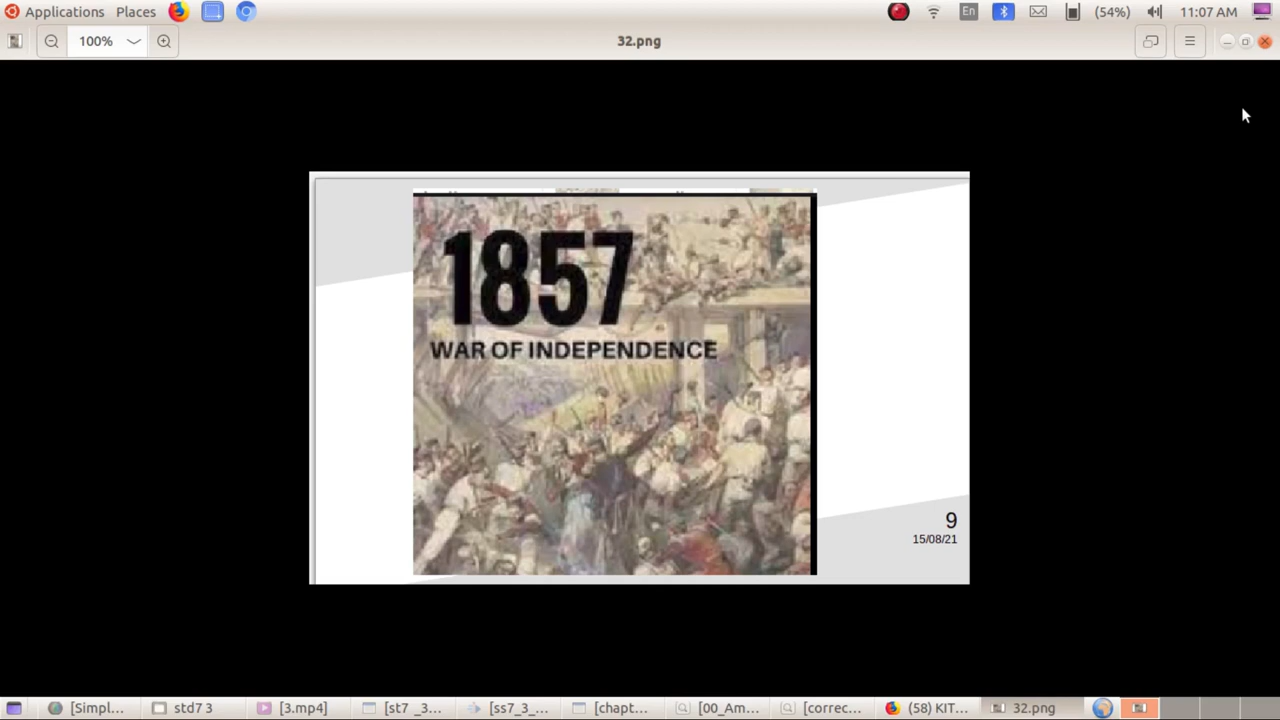 Applications Places En (54%) 11:07 AM
100% 32.png
1857
WAR OF INDEPENDENCE
9
15/08/21
[Simpl... std7 3 [3.mp4] [st7 _3... [ss7_3_... [chapt... [00_Am... [correc... (58) KIT... 32.png